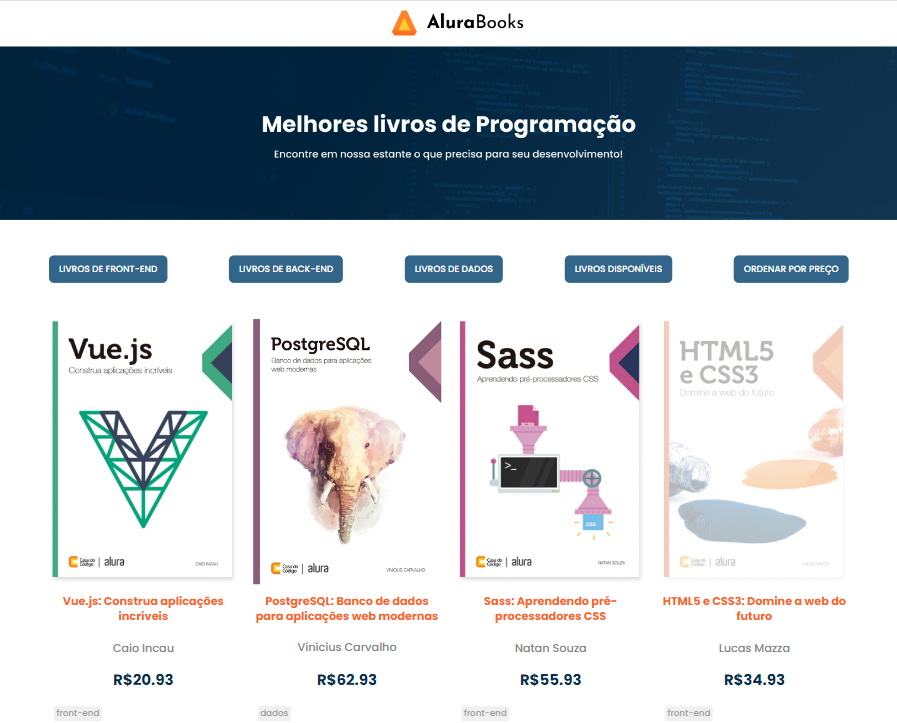 AluraBooks
Melhores livros de Programação
Encontre em nossa estante o que precisa para seu desenvolvimento!
LIVROS DE FRONT-END
LIVROS DE BACK-END
LIVROS DE DADOS
LIVROS DISPONÍVEIS
ORDENAR POR PREÇO
Vue.js
Construa aplicações incríveis
Casa do
Código
alura
CAIO INCAU
PostgreSQL
Banco de dados para aplicações
web modernas
Casa do
Código
alura
VINÍCIUS CARVALHO
Sass
Aprendendo pré-processadores CSS
SCSS
>_
CSS
Casa do
Código
alura
NATAN SOUZA
HTML5
e CSS3
Domine a web do futuro
Casa do
Código
alura
LUCAS MAZZA
Vue.js: Construa aplicações
incríveis
Caio Incau
R$20.93
front-end
PostgreSQL: Banco de dados
para aplicações web modernas
Vinícius Carvalho
R$62.93
dados
Sass: Aprendendo pré-
processadores CSS
Natan Souza
R$55.93
front-end
HTML5 e CSS3: Domine a web do
futuro
Lucas Mazza
R$34.93
front-end